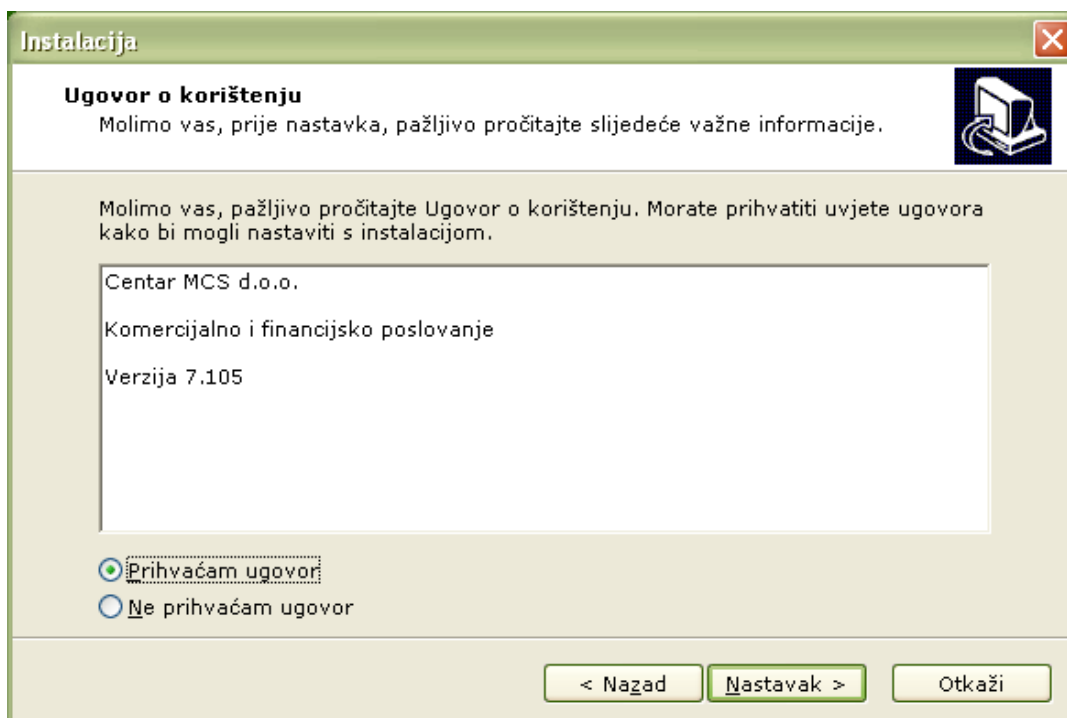 Instalacija
Ugovor o korištenju
Molimo vas, prije nastavka, pažljivo pročitajte slijedeće važne informacije.
Molimo vas, pažljivo pročitajte Ugovor o korištenju. Morate prihvatiti uvjete ugovora
kako bi mogli nastaviti s instalacijom.
Centar MCS d.o.o.
Komercijalno i financijsko poslovanje
Verzija 7.105
Prihvaćam ugovor
Ne prihvaćam ugovor
< Nazad Nastavak > Otkaži